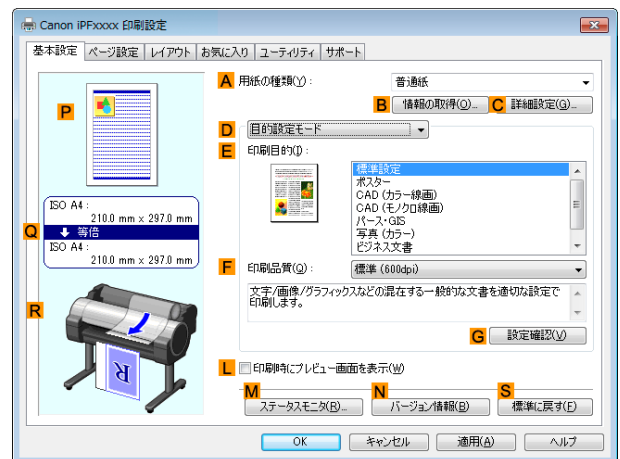 Canon iPFxxxx 印刷設定
基本設定 ページ設定 レイアウト お気に入り ユーティリティ サポート
A 用紙の種類(Y): 普通紙
B 情報の取得(O)... C 詳細設定(G)...
P
D 目的設定モード
E 印刷目的(I):
標準設定
ポスター
CAD (カラー線画)
CAD (モノクロ線画)
パース・GIS
写真 (カラー)
ビジネス文書
ISO A4:
210.0 mm x 297.0 mm
Q 等倍
ISO A4:
210.0 mm x 297.0 mm
F 印刷品質(Q): 標準 (600dpi)
文字/画像/グラフィックスなどの混在する一般的な文書を適切な設定で
印刷します。
R
G 設定確認(V)
R
L 印刷時にプレビュー画面を表示(W)
M N S
ステータスモニタ(R)... バージョン情報(B) 標準に戻す(F)
OK キャンセル 適用(A) ヘルプ